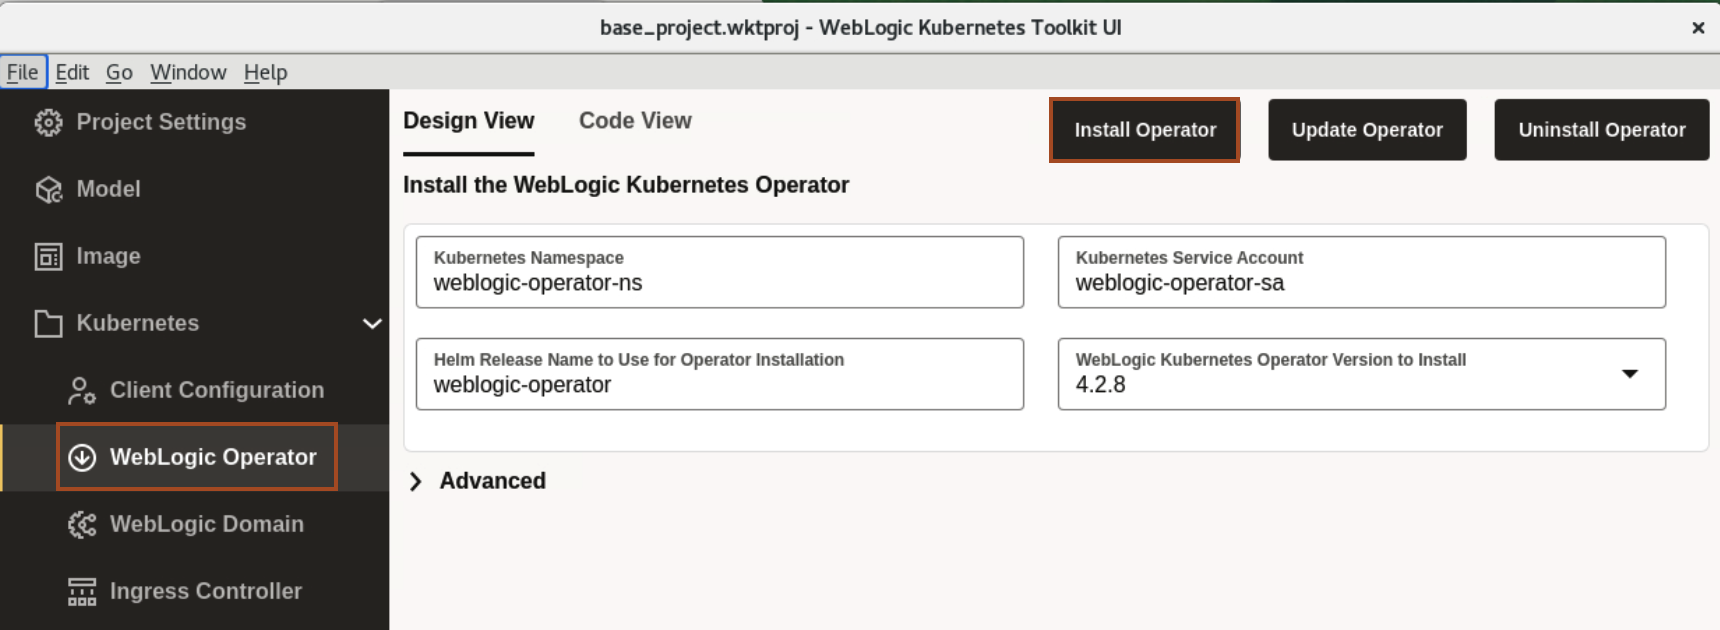 base_project.wktproj - WebLogic Kubernetes Toolkit UI
File Edit Go Window Help
Project Settings
Model
Image
Kubernetes
Client Configuration
WebLogic Operator
WebLogic Domain
Ingress Controller
Design View Code View
Install Operator Update Operator Uninstall Operator
Install the WebLogic Kubernetes Operator
Kubernetes Namespace
weblogic-operator-ns
Kubernetes Service Account
weblogic-operator-sa
Helm Release Name to Use for Operator Installation
weblogic-operator
WebLogic Kubernetes Operator Version to Install
4.2.8
Advanced